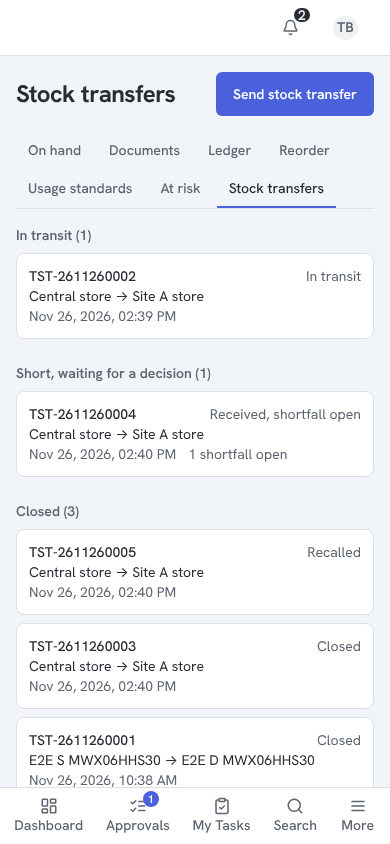 2
TB
Stock transfers
Send stock transfer
On hand Documents Ledger Reorder
Usage standards At risk Stock transfers
In transit (1)
TST-2611260002 In transit
Central store → Site A store
Nov 26, 2026, 02:39 PM
Short, waiting for a decision (1)
TST-2611260004 Received, shortfall open
Central store → Site A store
Nov 26, 2026, 02:40 PM 1 shortfall open
Closed (3)
TST-2611260005 Recalled
Central store → Site A store
Nov 26, 2026, 02:40 PM
TST-2611260003 Closed
Central store → Site A store
Nov 26, 2026, 02:40 PM
TST-2611260001 Closed
E2E S MWX06HHS30 → E2E D MWX06HHS30
Nov 26, 2026, 10:38 AM
1
Dashboard Approvals My Tasks Search More